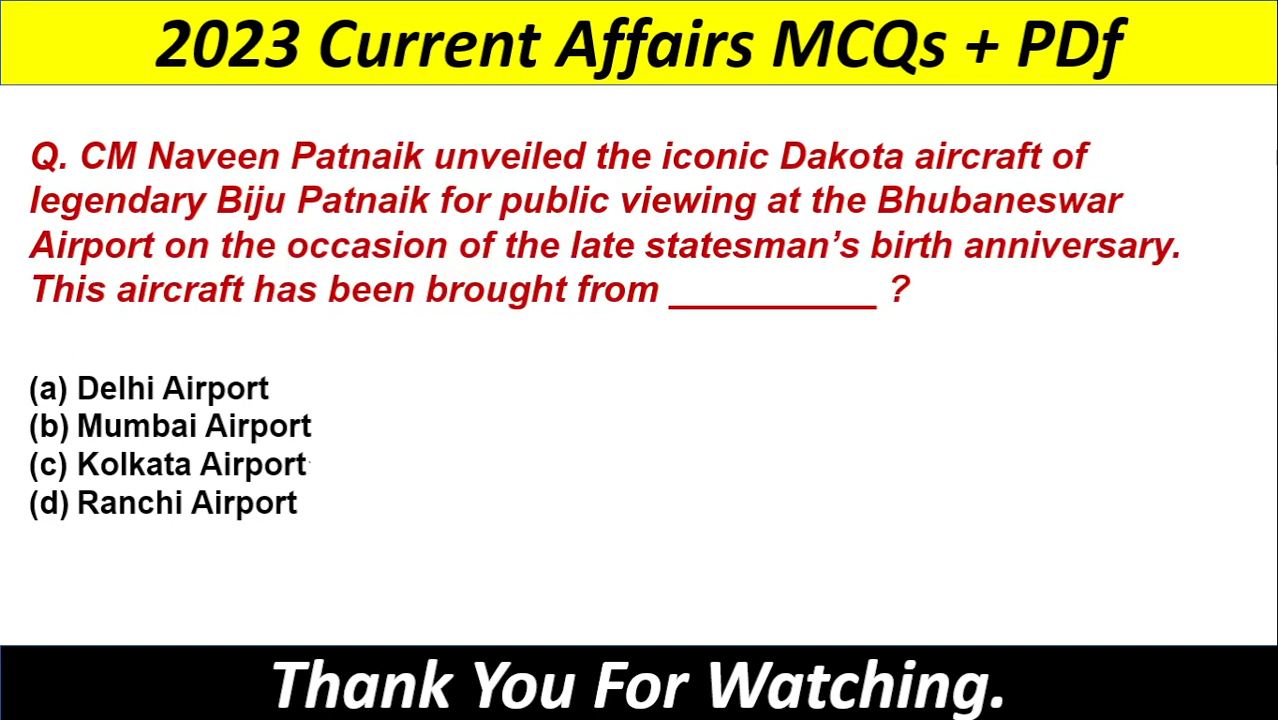 2023 Current Affairs MCQs + PDf
Q. CM Naveen Patnaik unveiled the iconic Dakota aircraft of
legendary Biju Patnaik for public viewing at the Bhubaneswar
Airport on the occasion of the late statesman’s birth anniversary.
This aircraft has been brought from __________ ?
(a) Delhi Airport
(b) Mumbai Airport
(c) Kolkata Airport
(d) Ranchi Airport
Thank You For Watching.